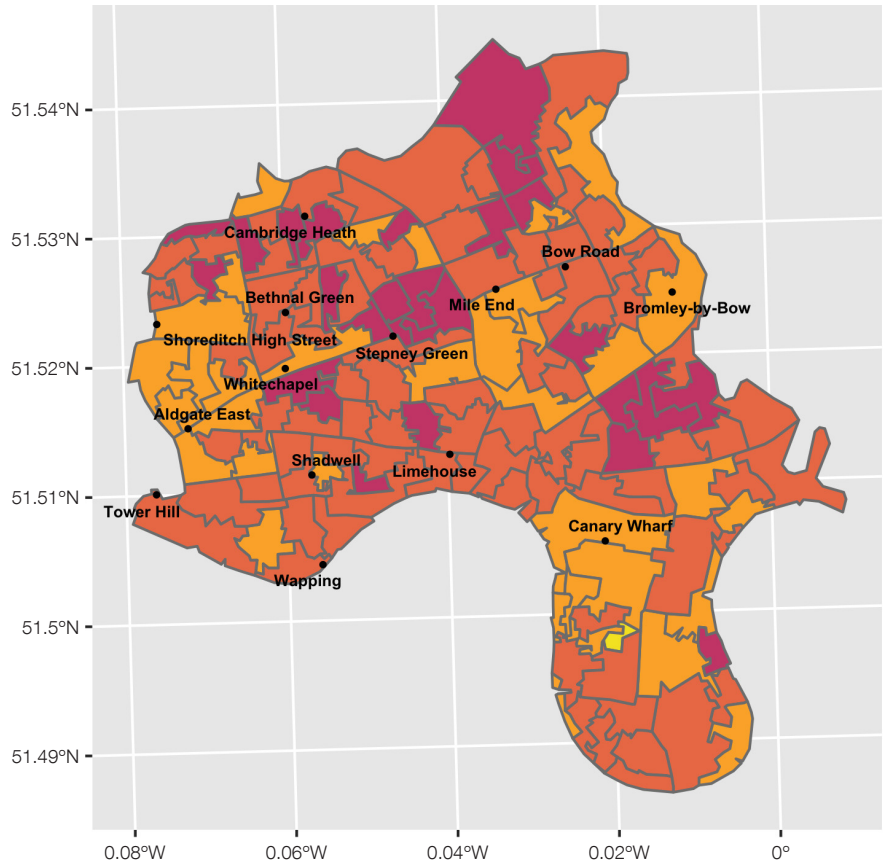 51.54°N
51.53°N
Cambridge Heath
Bow Road
Bethnal Green
Mile End
Bromley-by-Bow
Shoreditch High Street
Stepney Green
51.52°N
Whitechapel
Aldgate East
Shadwell
Limehouse
51.51°N
Tower Hill
Canary Wharf
Wapping
51.5°N
51.49°N
0.08°W
0.06°W
0.04°W
0.02°W
0°